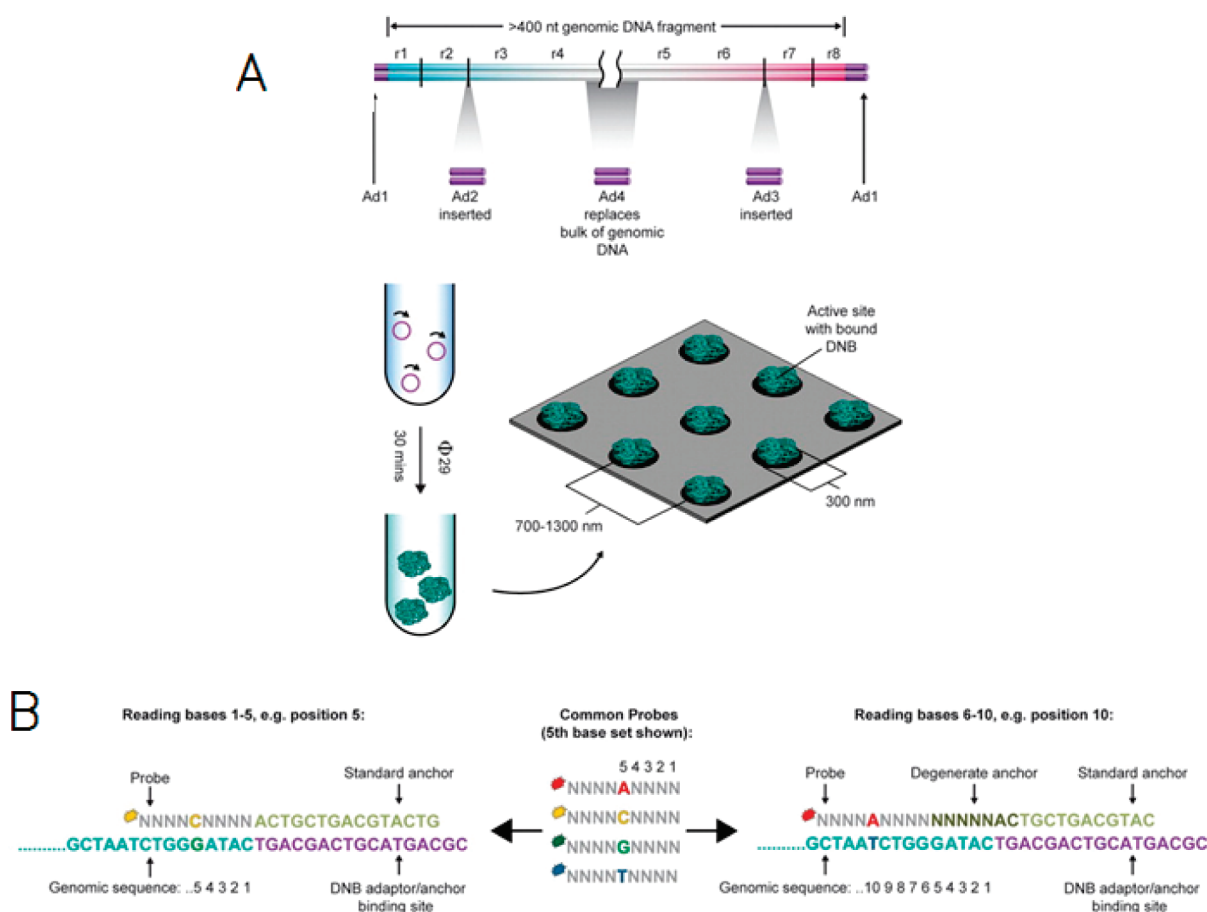 A
>400 nt genomic DNA fragment
r1 r2 r3 r4 r5 r6 r7 r8
Ad1
Ad2
inserted
Ad4
replaces
bulk of genomic
DNA
Ad3
inserted
Ad1
Φ29
30 mins
Active site
with bound
DNB
700-1300 nm
300 nm
B
Reading bases 1-5, e.g. position 5:
Probe
Standard anchor
NNNNCNNNN ACTGCTGACGTACTG
..........GCTAATCTGGGATACTGACGACTGCATGACGC
Genomic sequence: ..5 4 3 2 1
DNB adaptor/anchor
binding site
Common Probes
(5th base set shown):
5 4 3 2 1
NNNNANNNN
NNNNCNNNN
NNNNGNNNN
NNNNTNNNN
Reading bases 6-10, e.g. position 10:
Probe
Degenerate anchor
Standard anchor
NNNNANNNN NNNNNACTGCTGACGTAC
..........GCTAATCTGGGATACTGACGACTGCATGACGC
Genomic sequence: ..10 9 8 7 6 5 4 3 2 1
DNB adaptor/anchor
binding site